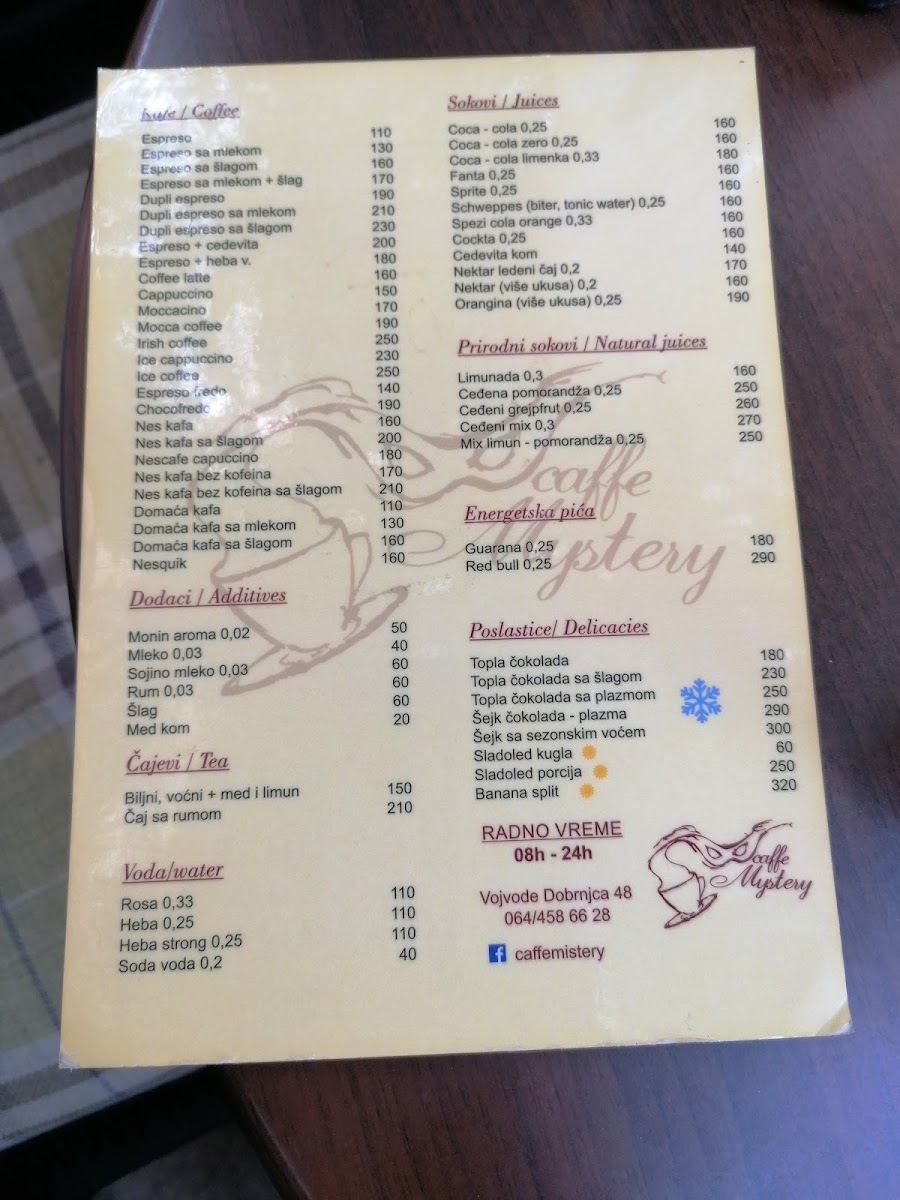 Kafe / Coffee
Espreso 110
Espreso sa mlekom 130
Espreso sa šlagom 160
Espreso sa mlekom + šlag 170
Dupli espreso 190
Dupli espreso sa mlekom 210
Dupli espreso sa šlagom 230
Espreso + cedevita 200
Espreso + heba v. 180
Coffee latte 160
Cappuccino 150
Moccacino 170
Mocca coffee 190
Irish coffee 250
Ice cappuccino 230
Ice coffee 250
Espreso fredo 140
Chocofredo 190
Nes kafa 160
Nes kafa sa šlagom 200
Nescafe capuccino 180
Nes kafa bez kofeina 170
Nes kafa bez kofeina sa šlagom 210
Domaća kafa 110
Domaća kafa sa mlekom 130
Domaća kafa sa šlagom 160
Nesquik 160
Dodaci / Additives
Monin aroma 0,02 50
Mleko 0,03 40
Sojino mleko 0,03 60
Rum 0,03 60
Šlag 60
Med kom 20
Čajevi / Tea
Biljni, voćni + med i limun 150
Čaj sa rumom 210
Voda/water
Rosa 0,33 110
Heba 0,25 110
Heba strong 0,25 110
Soda voda 0,2 40
Sokovi / Juices
Coca - cola 0,25 160
Coca - cola zero 0,25 160
Coca - cola limenka 0,33 180
Fanta 0,25 160
Sprite 0,25 160
Schweppes (biter, tonic water) 0,25 160
Spezi cola orange 0,33 160
Cockta 0,25 160
Cedevita kom 140
Nektar ledeni čaj 0,2 170
Nektar (više ukusa) 0,2 160
Orangina (više ukusa) 0,25 190
Prirodni sokovi / Natural juices
Limunada 0,3 160
Ceđena pomorandža 0,25 250
Ceđeni grejpfrut 0,25 260
Ceđeni mix 0,3 270
Mix limun - pomorandža 0,25 250
caffe
Mystery
Energetska pića
Guarana 0,25 180
Red bull 0,25 290
Poslastice/ Delicacies
Topla čokolada 180
Topla čokolada sa šlagom 230
Topla čokolada sa plazmom 250
Šejk čokolada - plazma 290
Šejk sa sezonskim voćem 300
Sladoled kugla 60
Sladoled porcija 250
Banana split 320
RADNO VREME
08h - 24h
Vojvode Dobrnjca 48
064/458 66 28
f caffemistery
caffe
Mystery